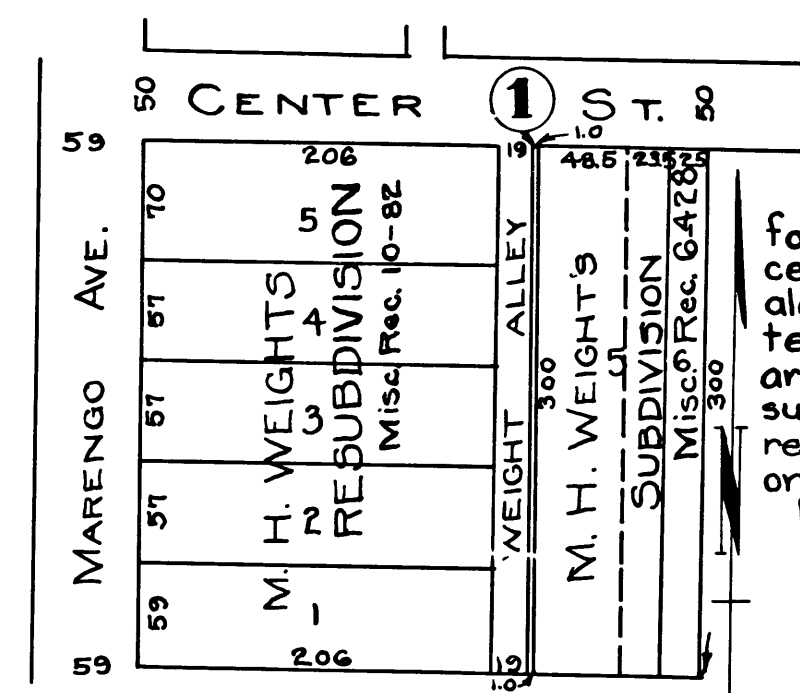 50 CENTER 1 ST. 50
59 206 19 1.0 48.5 23.5 25
70 5
57 4
57 3
57 2
59 1
MARENGO AVE.
M. H. WEIGHTS
RESUBDIVISION
Misc. Rec. 10-82
WEIGHT ALLEY
300
M. H. WEIGHT'S
5
SUBDIVISION
6
Misc. Rec. 6-428
300
59 206 19
1.0